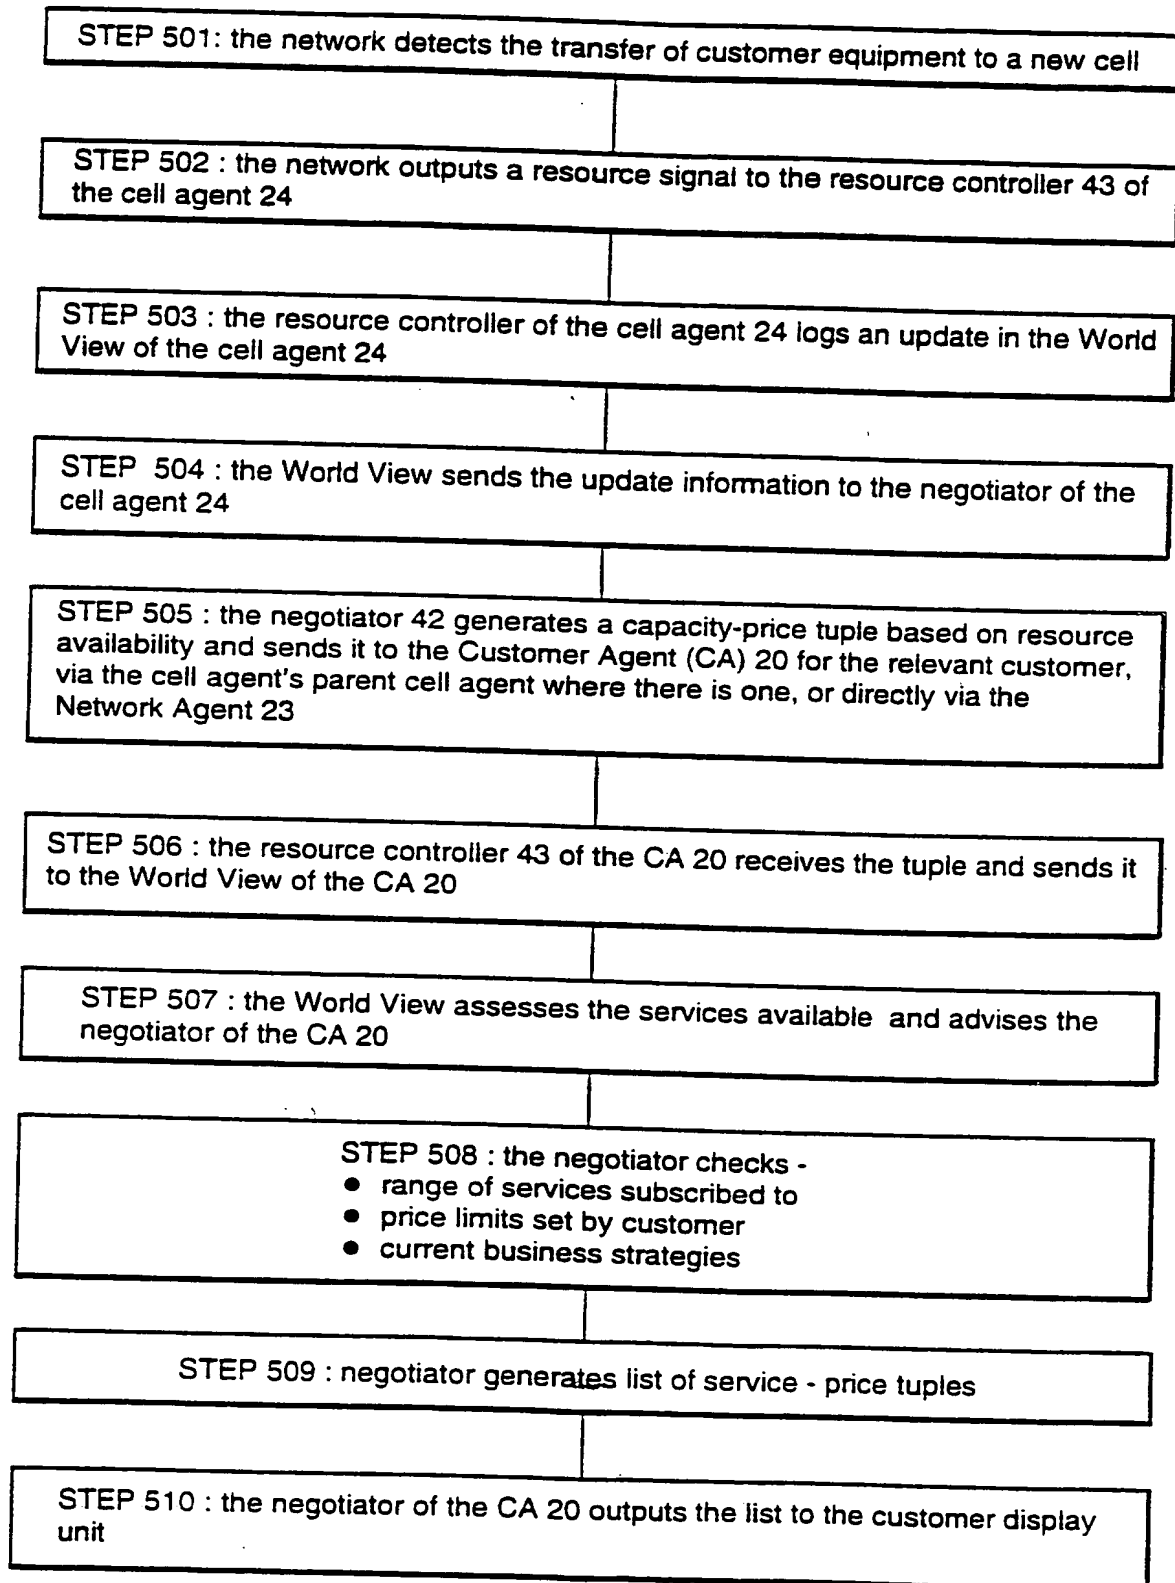 STEP 501: the network detects the transfer of customer equipment to a new cell
STEP 502 : the network outputs a resource signal to the resource controller 43 of
the cell agent 24
STEP 503 : the resource controller of the cell agent 24 logs an update in the World
View of the cell agent 24
STEP 504 : the World View sends the update information to the negotiator of the
cell agent 24
STEP 505 : the negotiator 42 generates a capacity-price tuple based on resource
availability and sends it to the Customer Agent (CA) 20 for the relevant customer,
via the cell agent's parent cell agent where there is one, or directly via the
Network Agent 23
STEP 506 : the resource controller 43 of the CA 20 receives the tuple and sends it
to the World View of the CA 20
STEP 507 : the World View assesses the services available and advises the
negotiator of the CA 20
STEP 508 : the negotiator checks -
● range of services subscribed to
● price limits set by customer
● current business strategies
STEP 509 : negotiator generates list of service - price tuples
STEP 510 : the negotiator of the CA 20 outputs the list to the customer display
unit